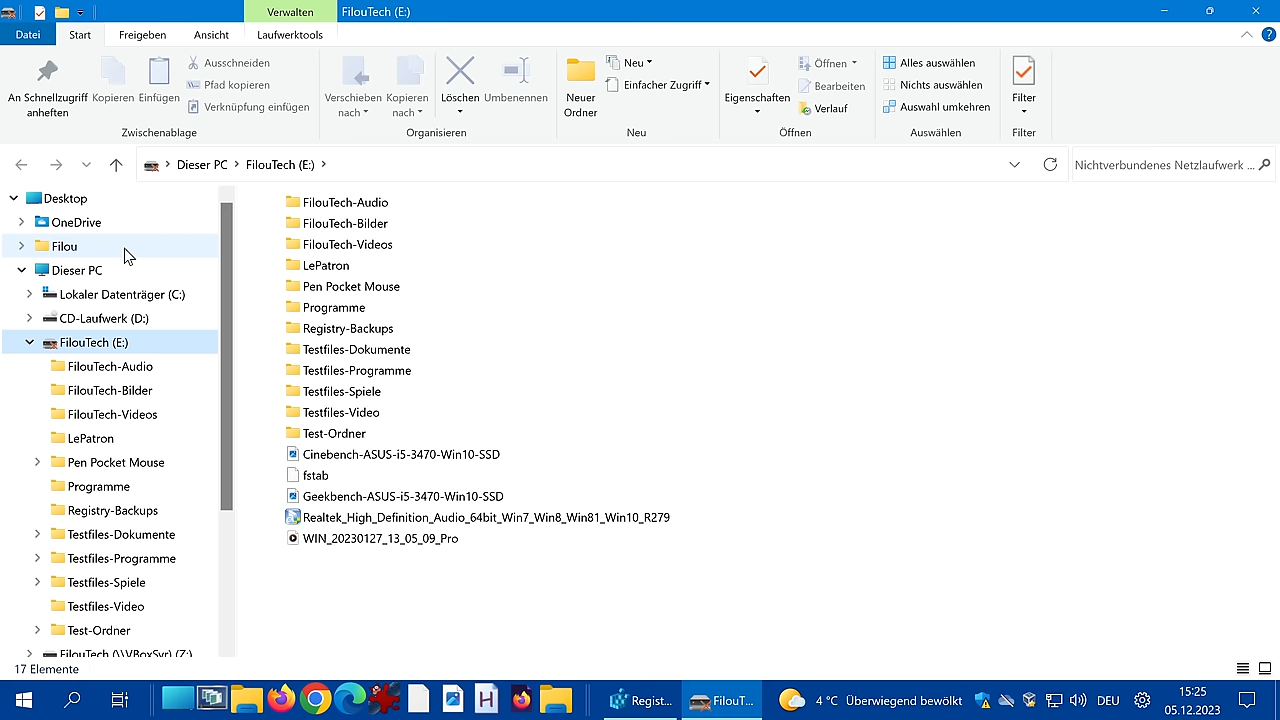 Verwalten
FilouTech (E:)
Datei
Start
Freigeben
Ansicht
Laufwerktools
An Schnellzugriff anheften
Kopieren
Einfügen
Ausschneiden
Pfad kopieren
Verknüpfung einfügen
Zwischenablage
Verschieben nach
Kopieren nach
Löschen
Umbenennen
Organisieren
Neuer Ordner
Neu
Einfacher Zugriff
Neu
Eigenschaften
Öffnen
Bearbeiten
Verlauf
Öffnen
Alles auswählen
Nichts auswählen
Auswahl umkehren
Auswählen
Filter
Filter
Dieser PC
FilouTech (E:)
Nichtverbundenes Netzlaufwerk ...
Desktop
OneDrive
Filou
Dieser PC
Lokaler Datenträger (C:)
CD-Laufwerk (D:)
FilouTech (E:)
FilouTech-Audio
FilouTech-Bilder
FilouTech-Videos
LePatron
Pen Pocket Mouse
Programme
Registry-Backups
Testfiles-Dokumente
Testfiles-Programme
Testfiles-Spiele
Testfiles-Video
Test-Ordner
FilouTech (\\VBoxSvr) (Z:)
FilouTech-Audio
FilouTech-Bilder
FilouTech-Videos
LePatron
Pen Pocket Mouse
Programme
Registry-Backups
Testfiles-Dokumente
Testfiles-Programme
Testfiles-Spiele
Testfiles-Video
Test-Ordner
Cinebench-ASUS-i5-3470-Win10-SSD
fstab
Geekbench-ASUS-i5-3470-Win10-SSD
Realtek_High_Definition_Audio_64bit_Win7_Win8_Win81_Win10_R279
WIN_20230127_13_05_09_Pro
17 Elemente
Regist...
FilouT...
4 °C Überwiegend bewölkt
DEU
15:25
05.12.2023